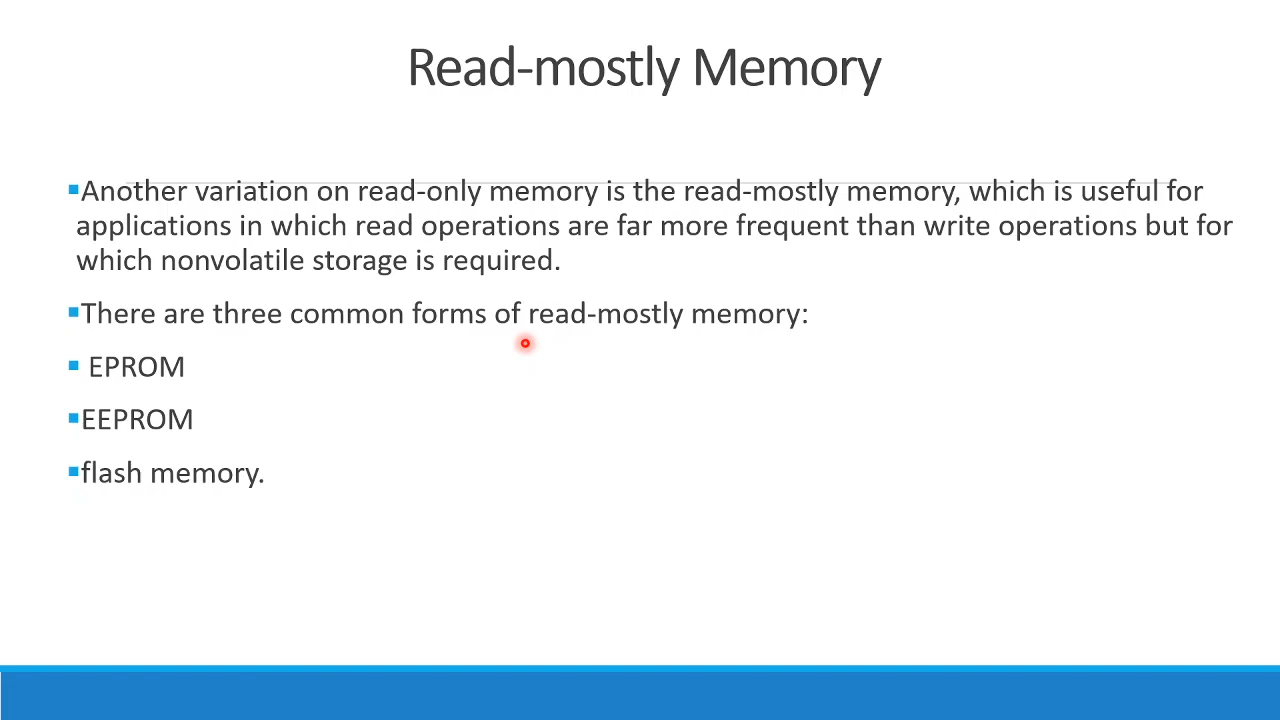 Read-mostly Memory
Another variation on read-only memory is the read-mostly memory, which is useful for
applications in which read operations are far more frequent than write operations but for
which nonvolatile storage is required.
There are three common forms of read-mostly memory:
EPROM
EEPROM
flash memory.